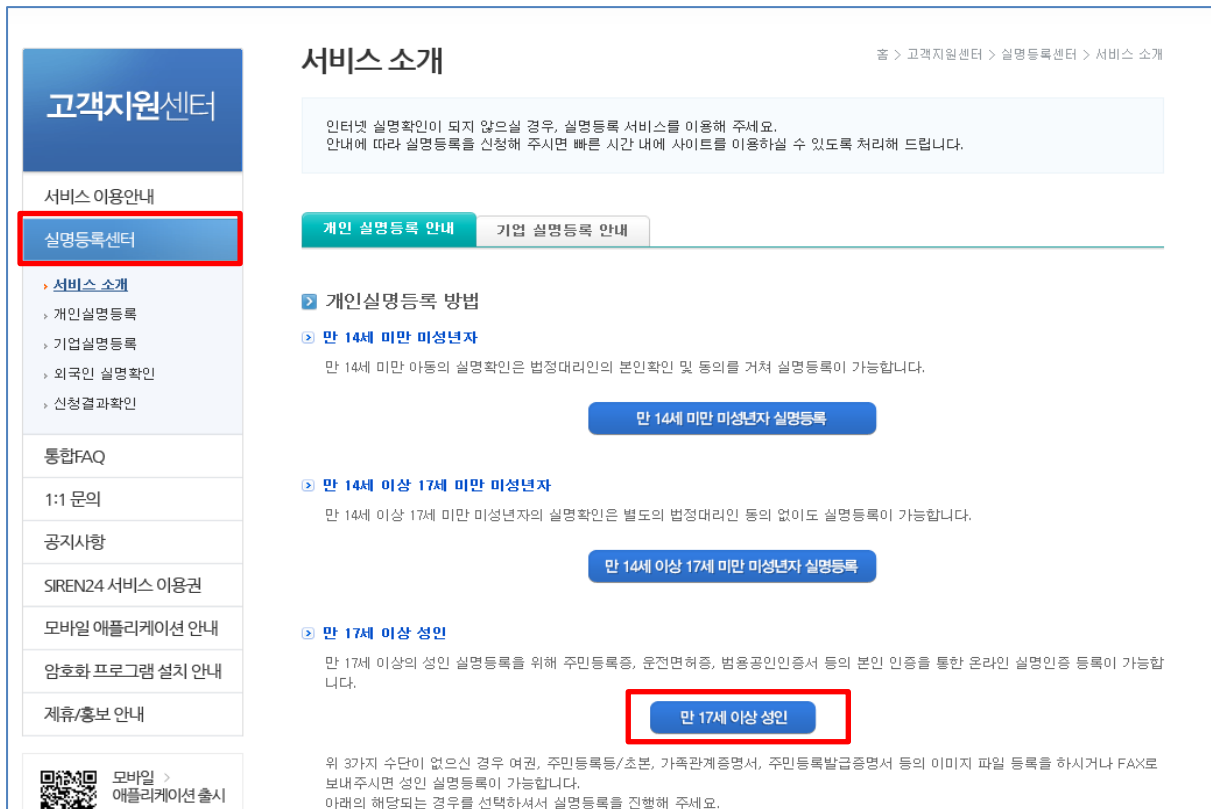 고객지원센터
서비스 이용안내
실명등록센터
서비스 소개
개인실명등록
기업실명등록
외국인 실명확인
신청결과확인
통합FAQ
1:1 문의
공지사항
SIREN24 서비스 이용권
모바일 애플리케이션 안내
암호화 프로그램 설치 안내
제휴/홍보 안내
모바일 >
애플리케이션 출시
서비스 소개
홈 > 고객지원센터 > 실명등록센터 > 서비스 소개
인터넷 실명확인이 되지 않으실 경우, 실명등록 서비스를 이용해 주세요.
안내에 따라 실명등록을 신청해 주시면 빠른 시간 내에 사이트를 이용하실 수 있도록 처리해 드립니다.
개인 실명등록 안내
기업 실명등록 안내
개인실명등록 방법
만 14세 미만 미성년자
만 14세 미만 아동의 실명확인은 법정대리인의 본인확인 및 동의를 거쳐 실명등록이 가능합니다.
만 14세 미만 미성년자 실명등록
만 14세 이상 17세 미만 미성년자
만 14세 이상 17세 미만 미성년자의 실명확인은 별도의 법정대리인 동의 없이도 실명등록이 가능합니다.
만 14세 이상 17세 미만 미성년자 실명등록
만 17세 이상 성인
만 17세 이상의 성인 실명등록을 위해 주민등록증, 운전면허증, 범용공인인증서 등의 본인 인증을 통한 온라인 실명인증 등록이 가능합
니다.
만 17세 이상 성인
위 3가지 수단이 없으신 경우 여권, 주민등록등/초본, 가족관계증명서, 주민등록발급증명서 등의 이미지 파일 등록을 하시거나 FAX로
보내주시면 성인 실명등록이 가능합니다.
아래의 해당되는 경우를 선택하셔서 실명등록을 진행해 주세요.